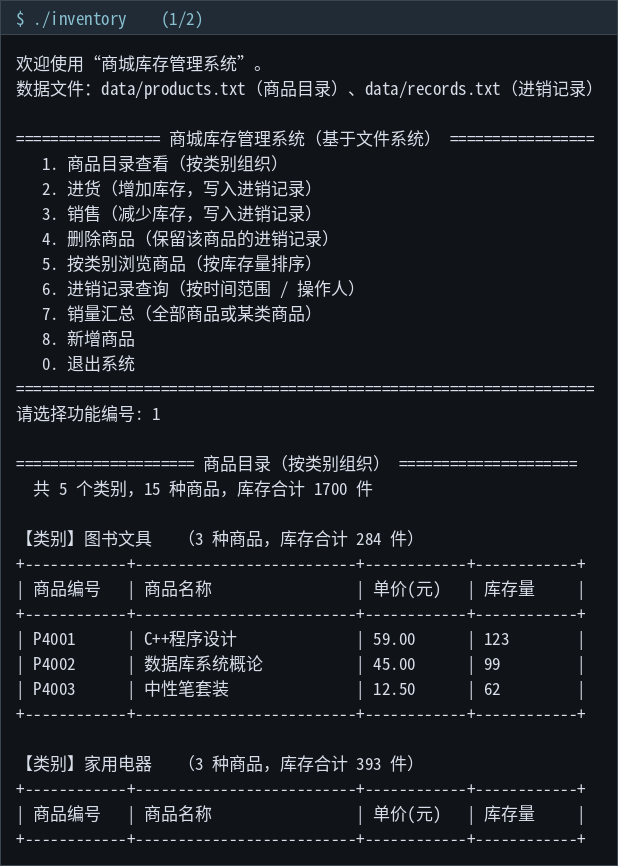 $ ./inventory    (1/2)
欢迎使用“商城库存管理系统”。
数据文件: data/products.txt（商品目录）、data/records.txt（进销记录）
================= 商城库存管理系统（基于文件系统） =================
   1. 商品目录查看（按类别组织）
   2. 进货（增加库存，写入进销记录）
   3. 销售（减少库存，写入进销记录）
   4. 删除商品（保留该商品的进销记录）
   5. 按类别浏览商品（按库存量排序）
   6. 进销记录查询（按时间范围 / 操作人）
   7. 销量汇总（全部商品或某类商品）
   8. 新增商品
   0. 退出系统
====================================================================
请选择功能编号: 1
===================== 商品目录（按类别组织） =====================
  共 5 个类别，15 种商品，库存合计 1700 件
【类别】图书文具   （3 种商品，库存合计 284 件）
+------------+--------------------------+------------+------------+
| 商品编号   | 商品名称                 | 单价(元)   | 库存量     |
+------------+--------------------------+------------+------------+
| P4001      | C++程序设计              | 59.00      | 123        |
| P4002      | 数据库系统概论           | 45.00      | 99         |
| P4003      | 中性笔套装               | 12.50      | 62         |
+------------+--------------------------+------------+------------+
【类别】家用电器   （3 种商品，库存合计 393 件）
+------------+--------------------------+------------+------------+
| 商品编号   | 商品名称                 | 单价(元)   | 库存量     |
+------------+--------------------------+------------+------------+